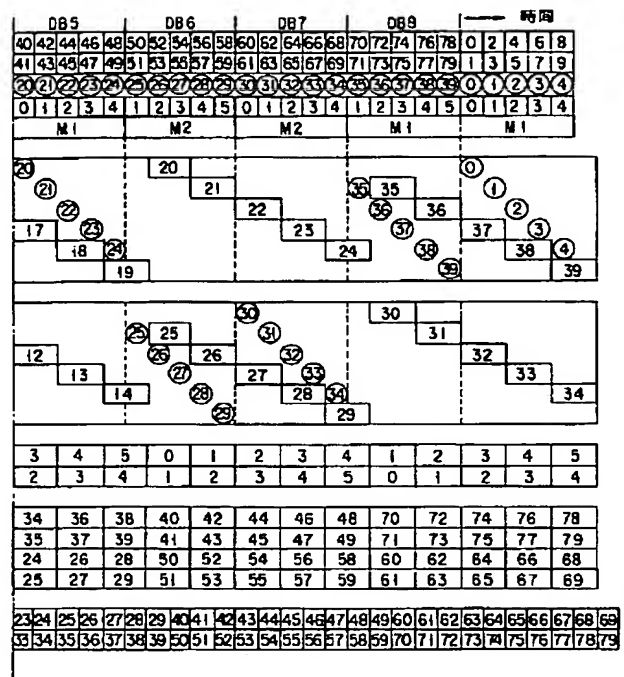 DB5 DB6 DB7 DB8 → 時間
40 42 44 46 48 50 52 54 56 58 60 62 64 66 68 70 72 74 76 78 0 2 4 6 8
41 43 45 47 49 51 53 55 57 59 61 63 65 67 69 71 73 75 77 79 1 3 5 7 9
⑳ ㉑ ㉒ ㉓ ㉔ ㉕ ㉖ ㉗ ㉘ ㉙ ㉚ ㉛ ㉜ ㉝ ㉞ ㉟ ㊱ ㊲ ㊳ ㊴ ⓪ ① ② ③ ④
0 1 2 3 4 1 2 3 4 5 0 1 2 3 4 1 2 3 4 5 0 1 2 3 4
M1 M2 M2 M1 M1
⑳ 20 ⓪
㉑ 21 ㉟ 35 ①
㉒ 22 ㊱ 36 ②
17 ㉓ 23 ㊲ 37 ③
18 ㉔ 24 ㊳ 38 ④
19 ㊴ 39
㉚ 30
㉕ 25 ㉛ 31
12 ㉖ 26 ㉜ 32
13 ㉗ 27 ㉝ 33
14 ㉘ 28 ㉞ 34
㉙ 29
3 4 5 0 1 2 3 4 1 2 3 4 5
2 3 4 1 2 3 4 5 0 1 2 3 4
34 36 38 40 42 44 46 48 70 72 74 76 78
35 37 39 41 43 45 47 49 71 73 75 77 79
24 26 28 50 52 54 56 58 60 62 64 66 68
25 27 29 51 53 55 57 59 61 63 65 67 69
23 24 25 26 27 28 29 40 41 42 43 44 45 46 47 48 49 60 61 62 63 64 65 66 67 68 69
33 34 35 36 37 38 39 50 51 52 53 54 55 56 57 58 59 70 71 72 73 74 75 76 77 78 79